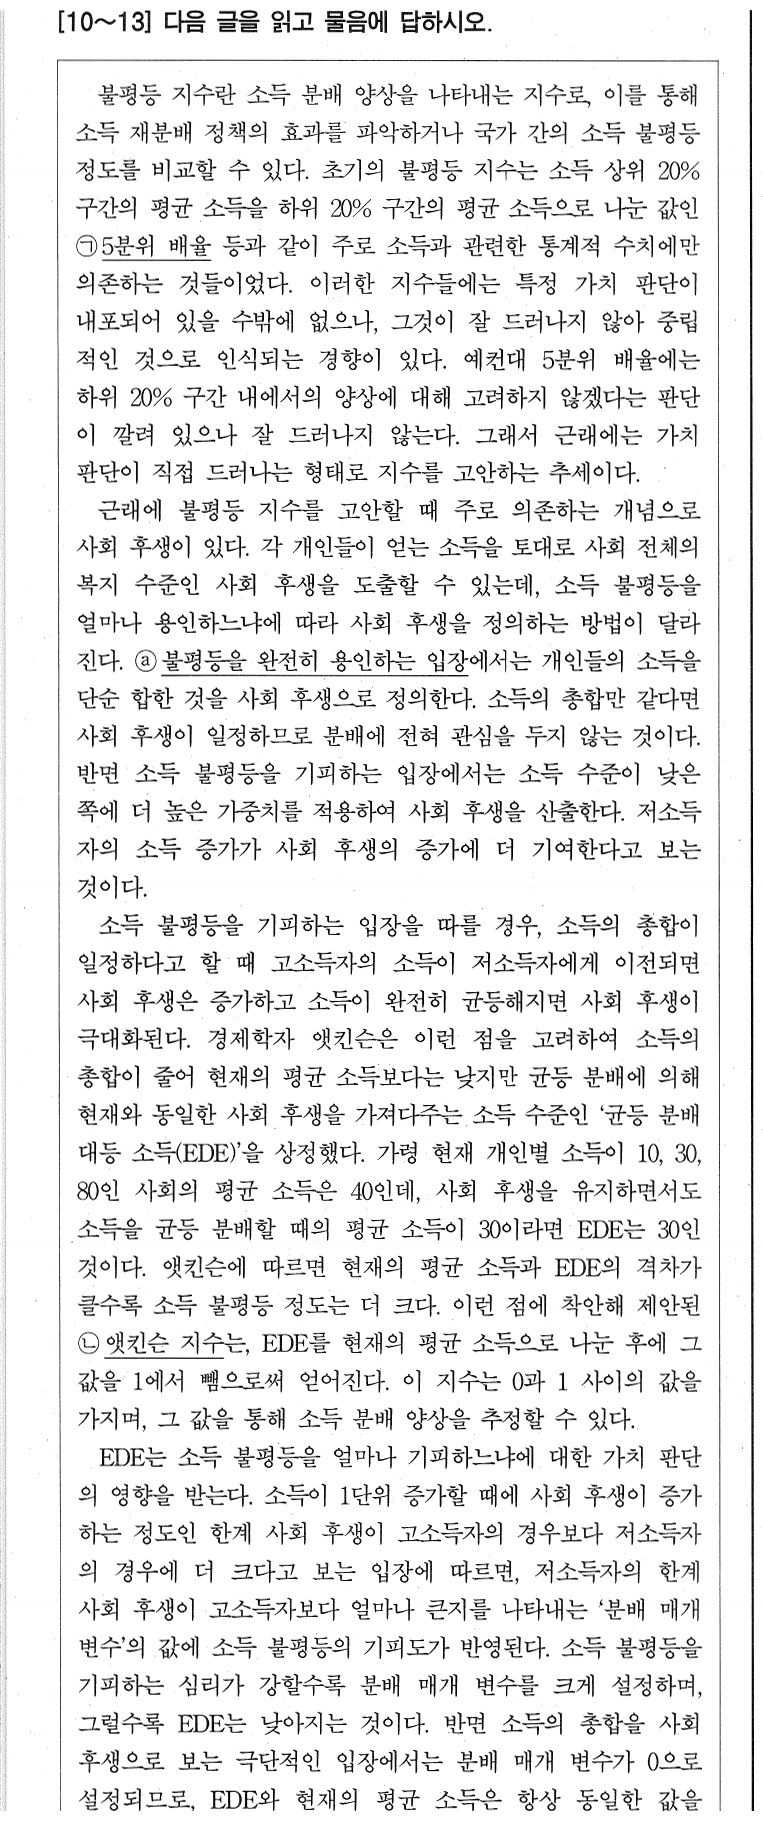 [10～13] 다음 글을 읽고 물음에 답하시오.
불평등 지수란 소득 분배 양상을 나타내는 지수로, 이를 통해
소득 재분배 정책의 효과를 파악하거나 국가 간의 소득 불평등
정도를 비교할 수 있다. 초기의 불평등 지수는 소득 상위 20%
구간의 평균 소득을 하위 20% 구간의 평균 소득으로 나눈 값인
㉠5분위 배율 등과 같이 주로 소득과 관련한 통계적 수치에만
의존하는 것들이었다. 이러한 지수들에는 특정 가치 판단이
내포되어 있을 수밖에 없으나, 그것이 잘 드러나지 않아 중립
적인 것으로 인식되는 경향이 있다. 예컨대 5분위 배율에는
하위 20% 구간 내에서의 양상에 대해 고려하지 않겠다는 판단
이 깔려 있으나 잘 드러나지 않는다. 그래서 근래에는 가치
판단이 직접 드러나는 형태로 지수를 고안하는 추세이다.
근래에 불평등 지수를 고안할 때 주로 의존하는 개념으로
사회 후생이 있다. 각 개인들이 얻는 소득을 토대로 사회 전체의
복지 수준인 사회 후생을 도출할 수 있는데, 소득 불평등을
얼마나 용인하느냐에 따라 사회 후생을 정의하는 방법이 달라
진다. ⓐ불평등을 완전히 용인하는 입장에서는 개인들의 소득을
단순 합한 것을 사회 후생으로 정의한다. 소득의 총합만 같다면
사회 후생이 일정하므로 분배에 전혀 관심을 두지 않는 것이다.
반면 소득 불평등을 기피하는 입장에서는 소득 수준이 낮은
쪽에 더 높은 가중치를 적용하여 사회 후생을 산출한다. 저소득
자의 소득 증가가 사회 후생의 증가에 더 기여한다고 보는
것이다.
소득 불평등을 기피하는 입장을 따를 경우, 소득의 총합이
일정하다고 할 때 고소득자의 소득이 저소득자에게 이전되면
사회 후생은 증가하고 소득이 완전히 균등해지면 사회 후생이
극대화된다. 경제학자 앳킨슨은 이런 점을 고려하여 소득의
총합이 줄어 현재의 평균 소득보다는 낮지만 균등 분배에 의해
현재와 동일한 사회 후생을 가져다주는 소득 수준인 ‘균등 분배
대등 소득(EDE)’을 상정했다. 가령 현재 개인별 소득이 10, 30,
80인 사회의 평균 소득은 40인데, 사회 후생을 유지하면서도
소득을 균등 분배할 때의 평균 소득이 30이라면 EDE는 30인
것이다. 앳킨슨에 따르면 현재의 평균 소득과 EDE의 격차가
클수록 소득 불평등 정도는 더 크다. 이런 점에 착안해 제안된
㉡앳킨슨 지수는, EDE를 현재의 평균 소득으로 나눈 후에 그
값을 1에서 뺌으로써 얻어진다. 이 지수는 0과 1 사이의 값을
가지며, 그 값을 통해 소득 분배 양상을 추정할 수 있다.
EDE는 소득 불평등을 얼마나 기피하느냐에 대한 가치 판단
의 영향을 받는다. 소득이 1단위 증가할 때에 사회 후생이 증가
하는 정도인 한계 사회 후생이 고소득자의 경우보다 저소득자
의 경우에 더 크다고 보는 입장에 따르면, 저소득자의 한계
사회 후생이 고소득자보다 얼마나 큰지를 나타내는 ‘분배 매개
변수’의 값에 소득 불평등의 기피도가 반영된다. 소득 불평등을
기피하는 심리가 강할수록 분배 매개 변수를 크게 설정하며,
그럴수록 EDE는 낮아지는 것이다. 반면 소득의 총합을 사회
후생으로 보는 극단적인 입장에서는 분배 매개 변수가 0으로
설정되므로, EDE와 현재의 평균 소득은 항상 동일한 값을